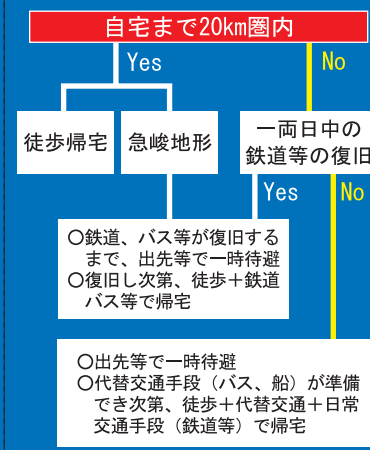 自宅まで20km圏内
Yes
No
徒歩帰宅
急峻地形
一両日中の
鉄道等の復旧
Yes
No
〇鉄道、バス等が復旧する
まで、出先等で一時待避
〇復旧し次第、徒歩＋鉄道
バス等で帰宅
〇出先等で一時待避
〇代替交通手段（バス、船）が準備
でき次第、徒歩＋代替交通＋日常
交通手段（鉄道等）で帰宅